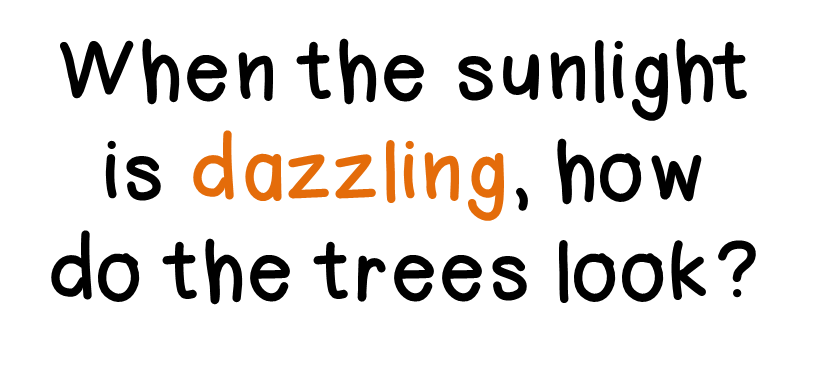 When the sunlight
is dazzling, how
do the trees look?